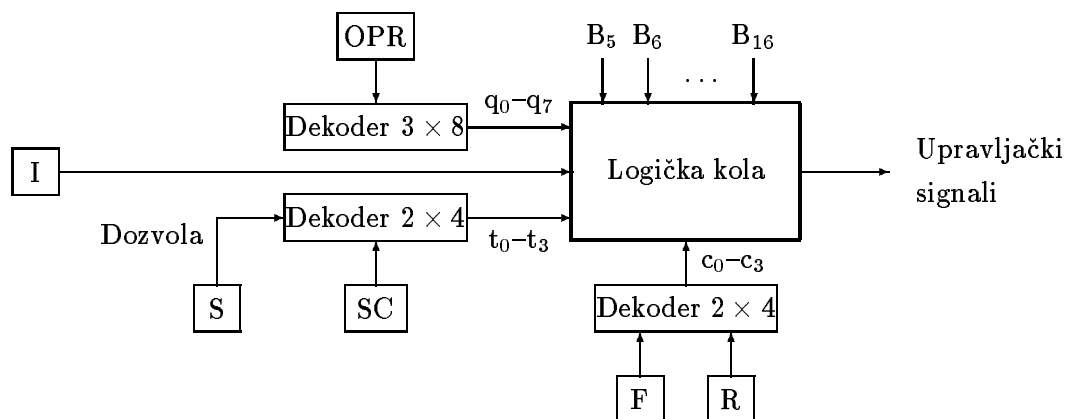 OPR
B₅ B₆ B₁₆
...
q₀–q₇
Dekoder 3 × 8
I
Logička kola
Upravljački
signali
Dekoder 2 × 4
Dozvola
t₀–t₃
c₀–c₃
S
SC
Dekoder 2 × 4
F
R